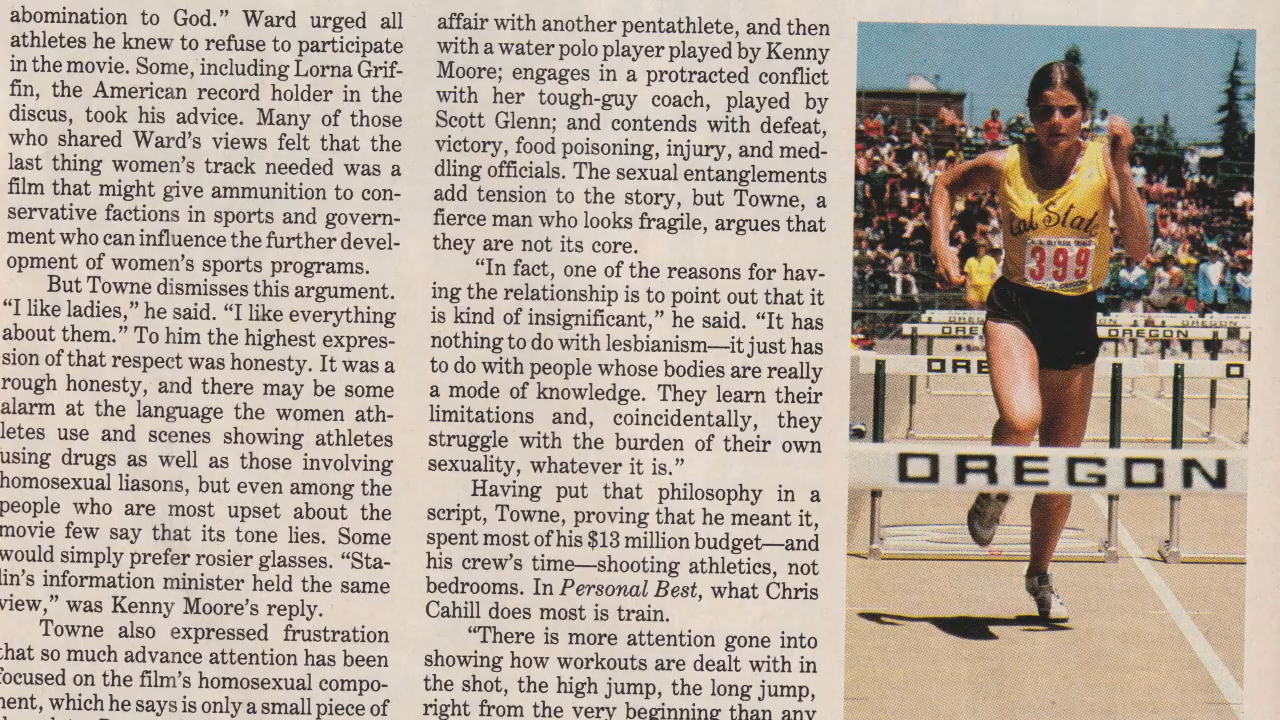 abomination to God.” Ward urged all
athletes he knew to refuse to participate
in the movie. Some, including Lorna Grif-
fin, the American record holder in the
discus, took his advice. Many of those
who shared Ward’s views felt that the
last thing women’s track needed was a
film that might give ammunition to con-
servative factions in sports and govern-
ment who can influence the further devel-
opment of women’s sports programs.
But Towne dismisses this argument.
“I like ladies,” he said. “I like everything
about them.” To him the highest expres-
sion of that respect was honesty. It was a
rough honesty, and there may be some
alarm at the language the women ath-
letes use and scenes showing athletes
using drugs as well as those involving
homosexual liasons, but even among the
people who are most upset about the
movie few say that its tone lies. Some
would simply prefer rosier glasses. “Sta-
lin’s information minister held the same
view,” was Kenny Moore’s reply.
Towne also expressed frustration
that so much advance attention has been
focused on the film’s homosexual compo-
nent, which he says is only a small piece of
affair with another pentathlete, and then
with a water polo player played by Kenny
Moore; engages in a protracted conflict
with her tough-guy coach, played by
Scott Glenn; and contends with defeat,
victory, food poisoning, injury, and med-
dling officials. The sexual entanglements
add tension to the story, but Towne, a
fierce man who looks fragile, argues that
they are not its core.
“In fact, one of the reasons for hav-
ing the relationship is to point out that it
is kind of insignificant,” he said. “It has
nothing to do with lesbianism—it just has
to do with people whose bodies are really
a mode of knowledge. They learn their
limitations and, coincidentally, they
struggle with the burden of their own
sexuality, whatever it is.”
Having put that philosophy in a
script, Towne, proving that he meant it,
spent most of his $13 million budget—and
his crew’s time—shooting athletics, not
bedrooms. In Personal Best, what Chris
Cahill does most is train.
“There is more attention gone into
showing how workouts are dealt with in
the shot, the high jump, the long jump,
right from the very beginning than any
Cal State
399
OREGON
OREGON